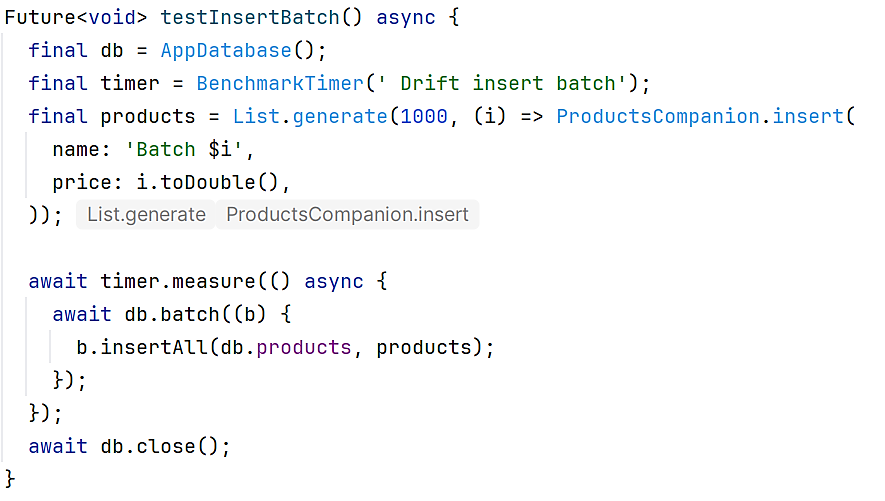 Future<void> testInsertBatch() async {
  final db = AppDatabase();
  final timer = BenchmarkTimer(' Drift insert batch');
  final products = List.generate(1000, (i) => ProductsCompanion.insert(
    name: 'Batch $i',
    price: i.toDouble(),
  )); List.generate ProductsCompanion.insert

  await timer.measure(() async {
    await db.batch((b) {
      b.insertAll(db.products, products);
    });
  });
  await db.close();
}